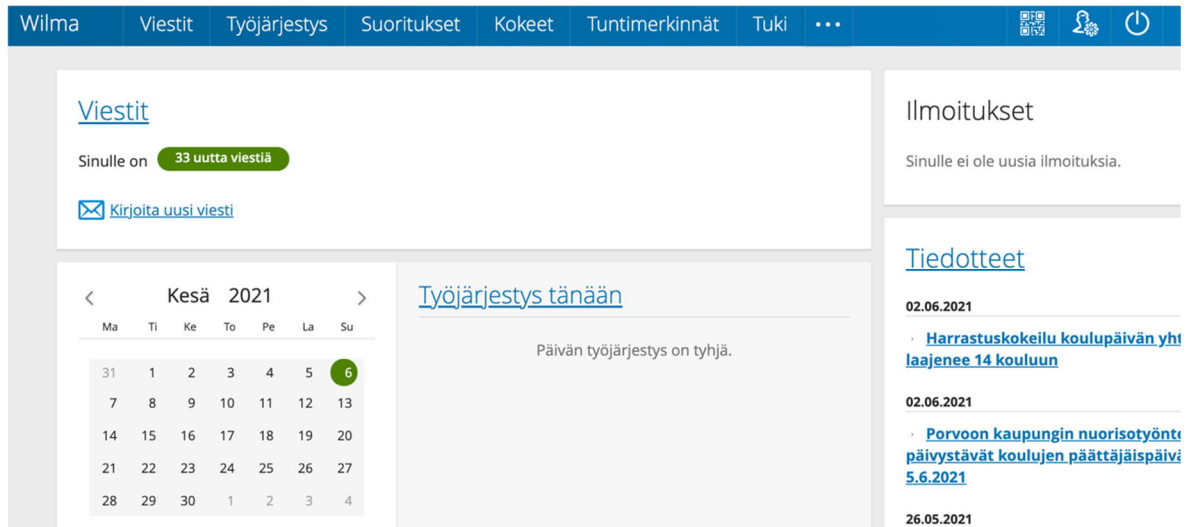 Wilma Viestit Työjärjestys Suoritukset Kokeet Tuntimerkinnät Tuki •••
Viestit
Sinulle on 33 uutta viestiä
Kirjoita uusi viesti
Kesä 2021
Ma Ti Ke To Pe La Su
31 1 2 3 4 5 6
7 8 9 10 11 12 13
14 15 16 17 18 19 20
21 22 23 24 25 26 27
28 29 30 1 2 3 4
Työjärjestys tänään
Päivän työjärjestys on tyhjä.
Ilmoitukset
Sinulle ei ole uusia ilmoituksia.
Tiedotteet
02.06.2021
Harrastuskokeilu koulupäivän
laajenee 14 kouluun
02.06.2021
Porvoon kaupungin
päivystävät koulujen
5.6.2021
26.05.2021